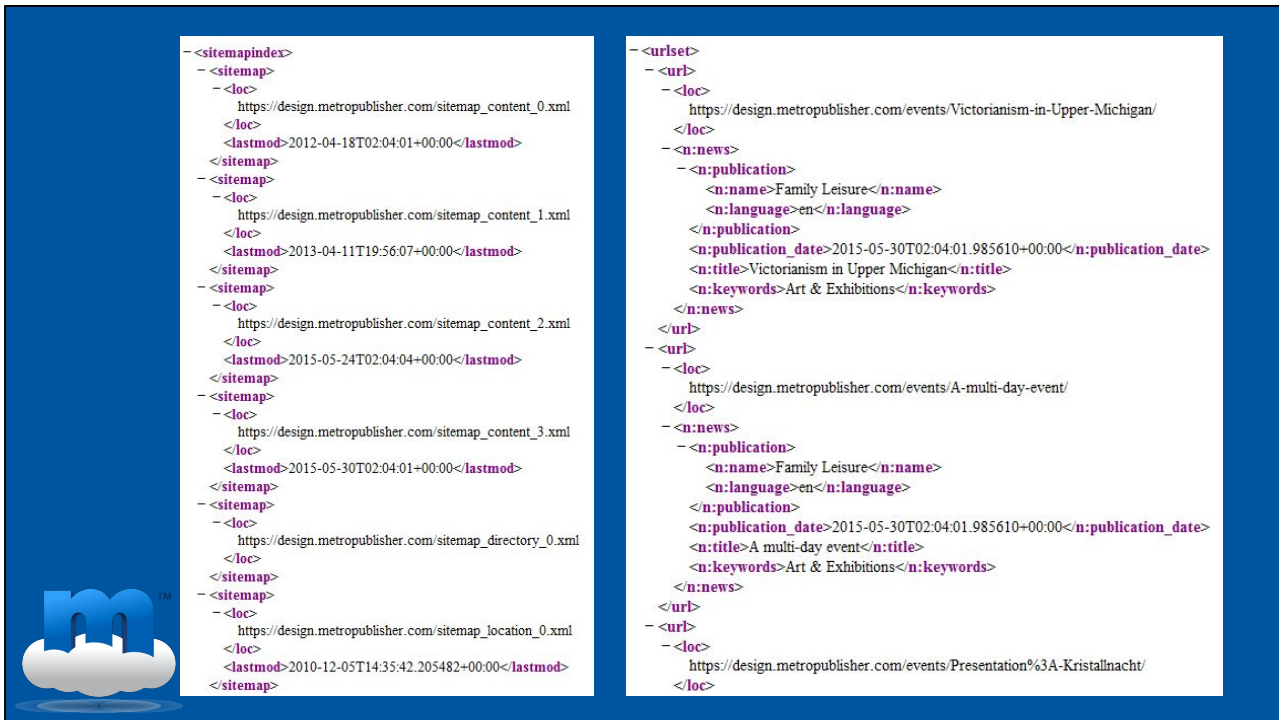 − <sitemapindex>
− <sitemap>
− <loc>
https://design.metropublisher.com/sitemap_content_0.xml
</loc>
<lastmod>2012-04-18T02:04:01+00:00</lastmod>
</sitemap>
− <sitemap>
− <loc>
https://design.metropublisher.com/sitemap_content_1.xml
</loc>
<lastmod>2013-04-11T19:56:07+00:00</lastmod>
</sitemap>
− <sitemap>
− <loc>
https://design.metropublisher.com/sitemap_content_2.xml
</loc>
<lastmod>2015-05-24T02:04:04+00:00</lastmod>
</sitemap>
− <sitemap>
− <loc>
https://design.metropublisher.com/sitemap_content_3.xml
</loc>
<lastmod>2015-05-30T02:04:01+00:00</lastmod>
</sitemap>
− <sitemap>
− <loc>
https://design.metropublisher.com/sitemap_directory_0.xml
</loc>
</sitemap>
− <sitemap>
− <loc>
https://design.metropublisher.com/sitemap_location_0.xml
</loc>
<lastmod>2010-12-05T14:35:42.205482+00:00</lastmod>
</sitemap>
− <urlset>
− <url>
− <loc>
https://design.metropublisher.com/events/Victorianism-in-Upper-Michigan/
</loc>
− <n:news>
− <n:publication>
<n:name>Family Leisure</n:name>
<n:language>en</n:language>
</n:publication>
<n:publication_date>2015-05-30T02:04:01.985610+00:00</n:publication_date>
<n:title>Victorianism in Upper Michigan</n:title>
<n:keywords>Art & Exhibitions</n:keywords>
</n:news>
</url>
− <url>
− <loc>
https://design.metropublisher.com/events/A-multi-day-event/
</loc>
− <n:news>
− <n:publication>
<n:name>Family Leisure</n:name>
<n:language>en</n:language>
</n:publication>
<n:publication_date>2015-05-30T02:04:01.985610+00:00</n:publication_date>
<n:title>A multi-day event</n:title>
<n:keywords>Art & Exhibitions</n:keywords>
</n:news>
</url>
− <url>
− <loc>
https://design.metropublisher.com/events/Presentation%3A-Kristallnacht/
</loc>
m TM